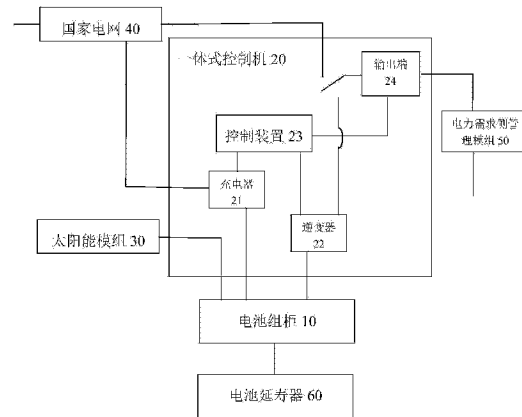 国家电网 40
一体式控制机 20
输出端
24
电力需求侧管
理模组 50
控制装置 23
充电器
21
太阳能模组 30
逆变器
22
电池组柜 10
电池延寿器 60